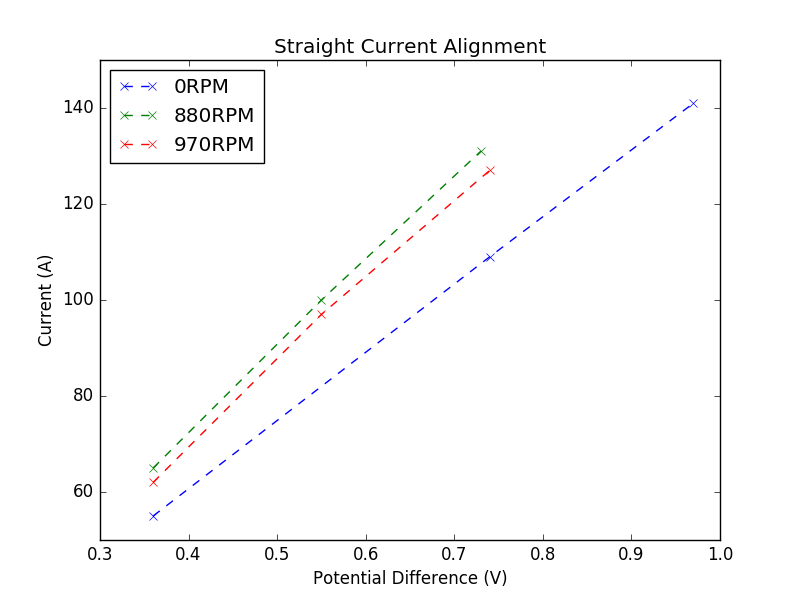 Straight Current Alignment
0RPM
880RPM
970RPM
140
120
100
80
60
Current (A)
0.3 0.4 0.5 0.6 0.7 0.8 0.9 1.0
Potential Difference (V)